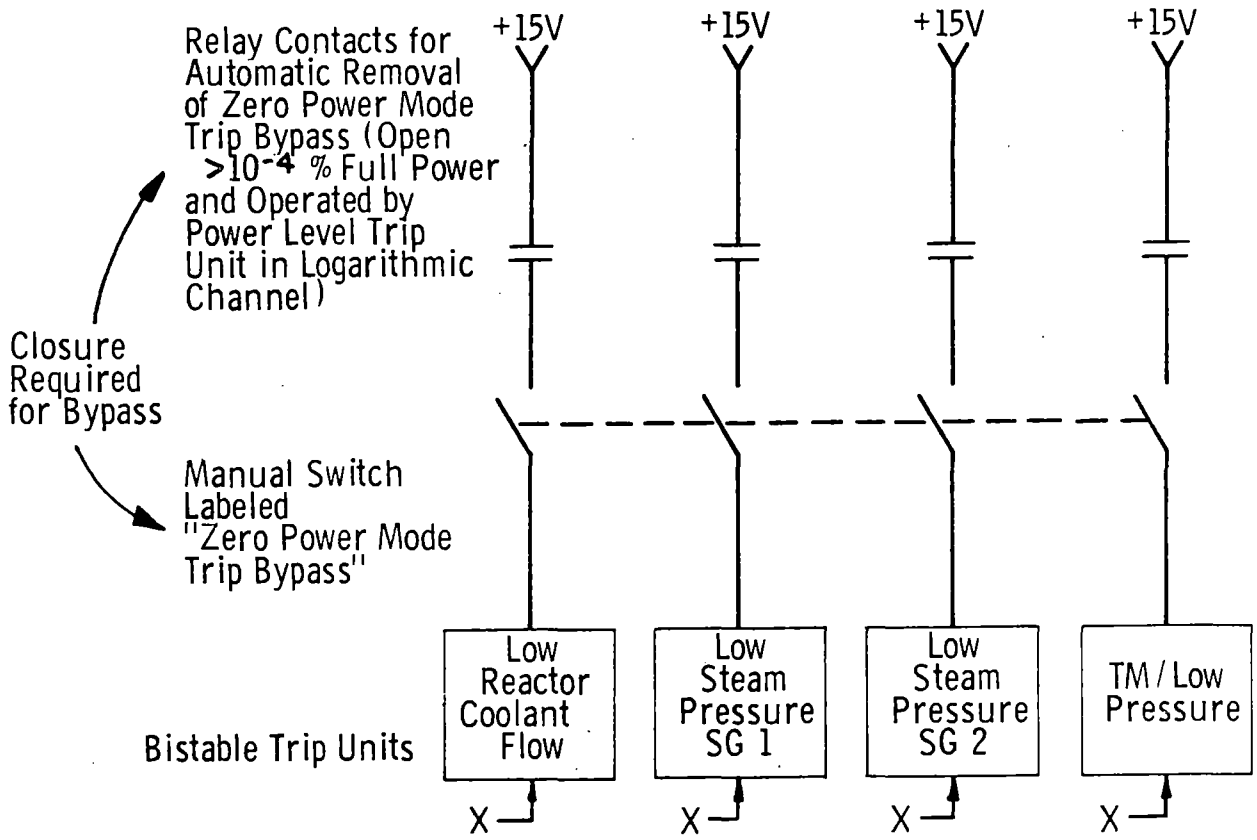 +15V
+15V
+15V
+15V
Relay Contacts for
Automatic Removal
of Zero Power Mode
Trip Bypass (Open
>10-4 % Full Power
and Operated by
Power Level Trip
Unit in Logarithmic
Channel)
Closure
Required
for Bypass
Manual Switch
Labeled
"Zero Power Mode
Trip Bypass"
Bistable Trip Units
Low
Reactor
Coolant
Flow
Low
Steam
Pressure
SG 1
Low
Steam
Pressure
SG 2
TM / Low
Pressure
X
X
X
X